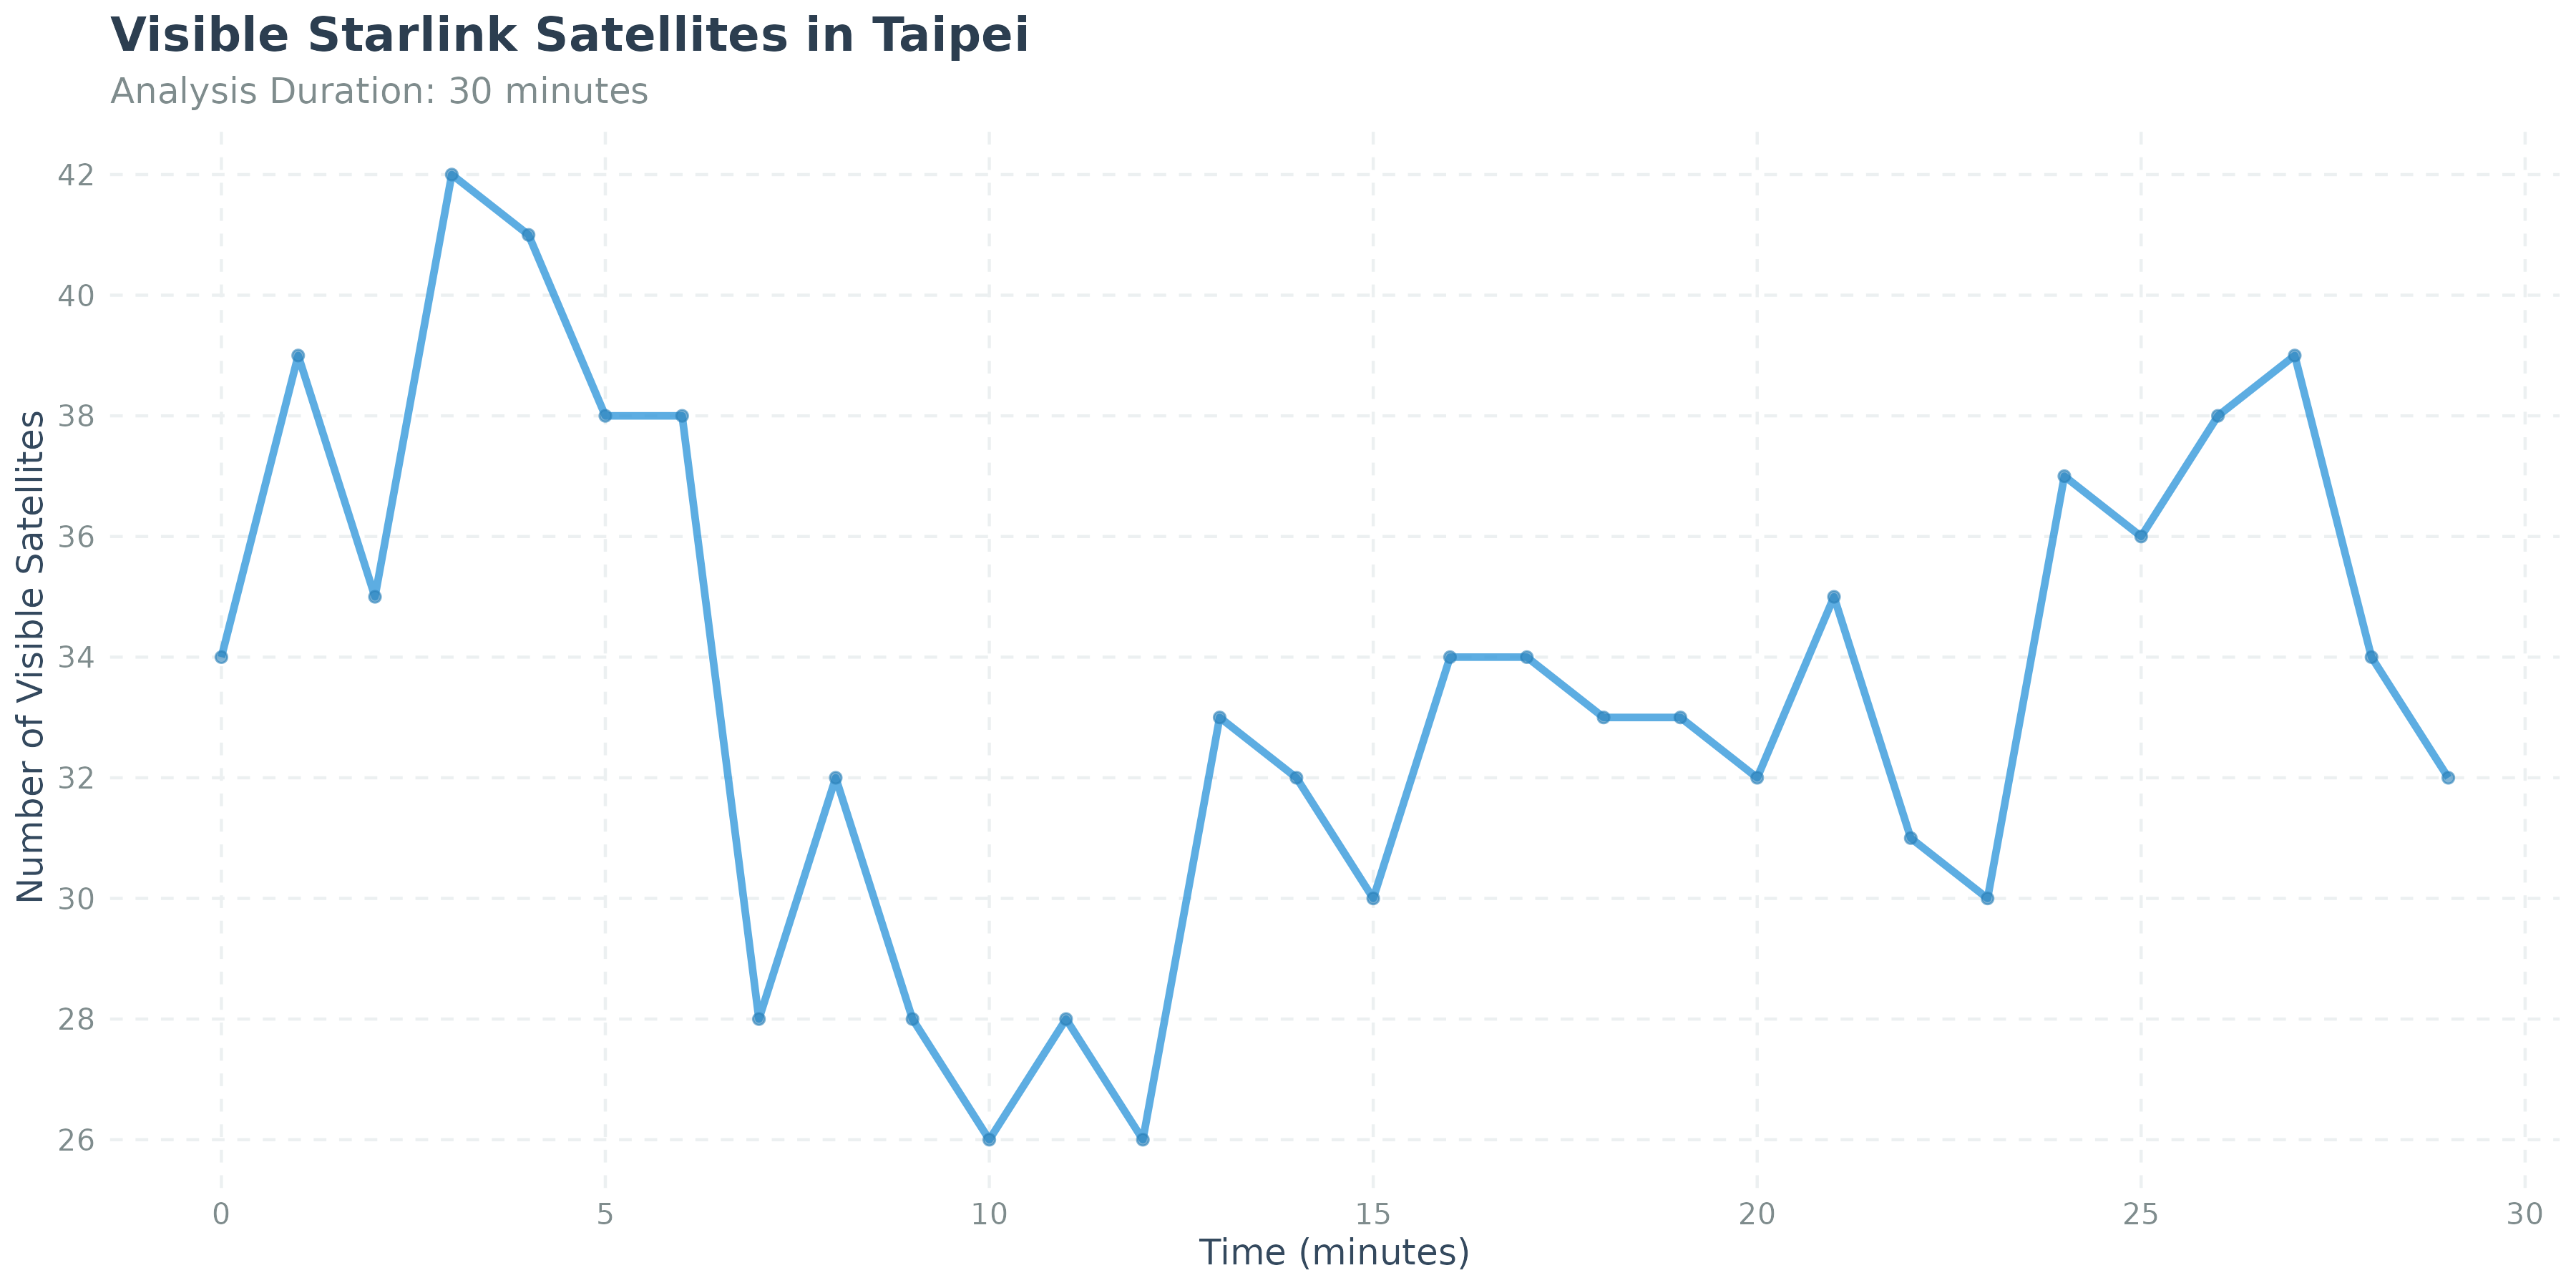 Visible Starlink Satellites in Taipei
Analysis Duration: 30 minutes
Number of Visible Satellites
42
40
38
36
34
32
30
28
26
0 5 10 15 20 25 30
Time (minutes)